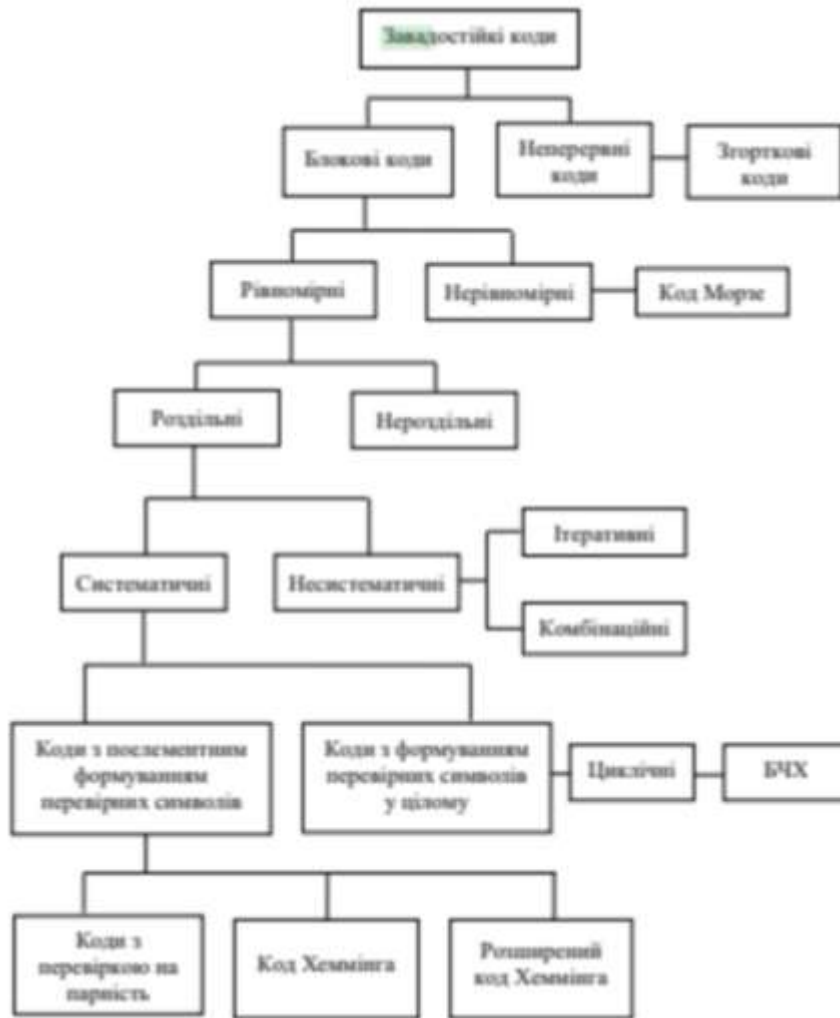 Завадостійкі коди
Блокові коди
Неперервні
коди
Згорткові
коди
Рівномірні
Нерівномірні
Код Морзе
Роздільні
Нероздільні
Систематичні
Несистематичні
Ітеративні
Комбінаційні
Коди з поелементним
формуванням
перевірних символів
Коди з формуванням
перевірних символів
у цілому
Циклічні
БЧХ
Коди з
перевіркою на
парність
Код Хеммінга
Розширений
код Хеммінга